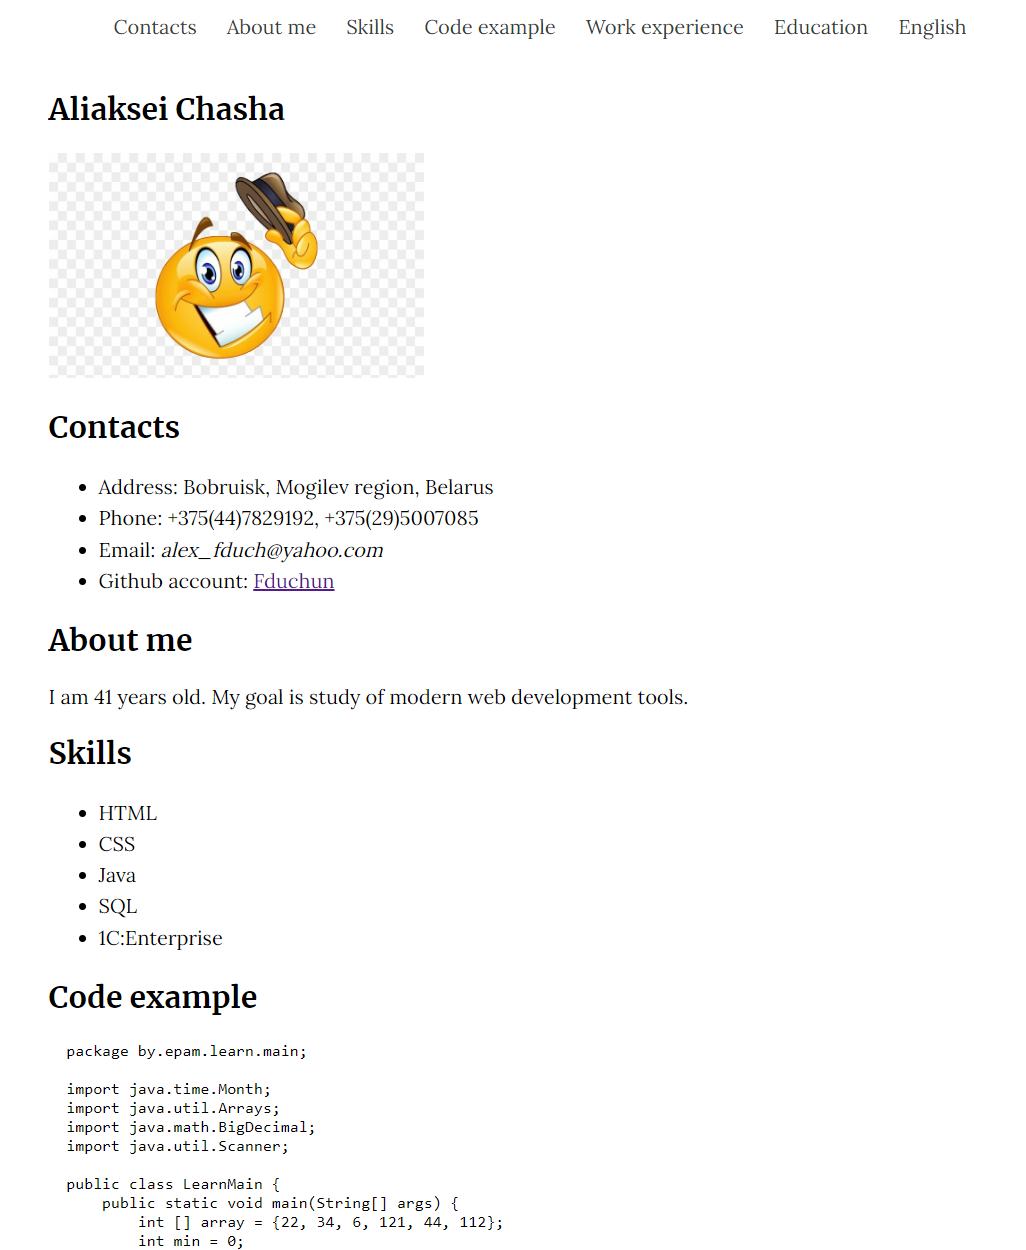 Contacts About me Skills Code example Work experience Education English
Aliaksei Chasha
Contacts
Address: Bobruisk, Mogilev region, Belarus
Phone: +375(44)7829192, +375(29)5007085
Email: alex_fduch@yahoo.com
Github account: Fduchun
About me
I am 41 years old. My goal is study of modern web development tools.
Skills
HTML
CSS
Java
SQL
1C:Enterprise
Code example
package by.epam.learn.main;
import java.time.Month;
import java.util.Arrays;
import java.math.BigDecimal;
import java.util.Scanner;
public class LearnMain {
public static void main(String[] args) {
int [] array = {22, 34, 6, 121, 44, 112};
int min = 0;